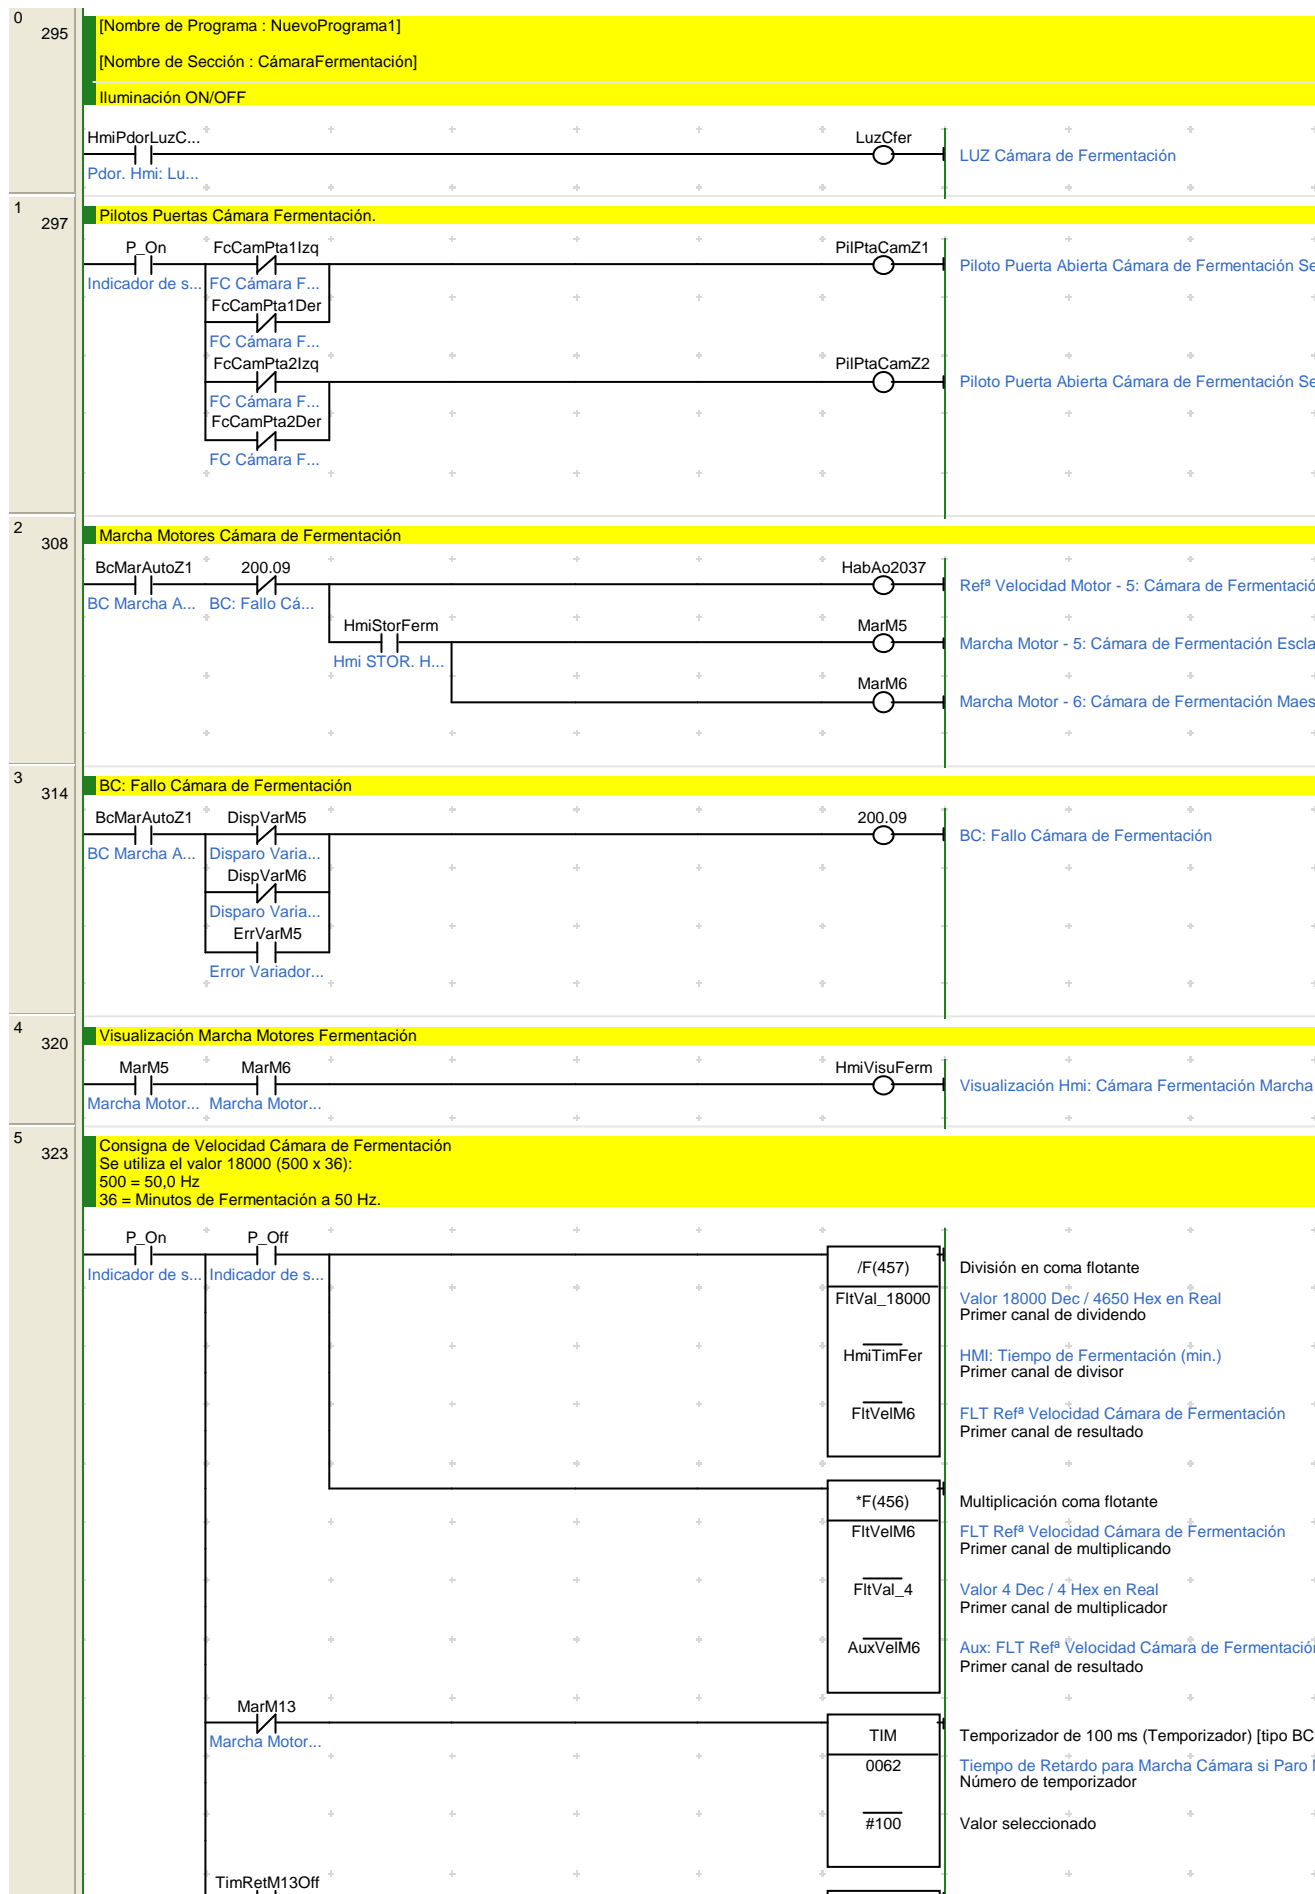 0
295
[Nombre de Programa : NuevoPrograma1]
[Nombre de Sección : CámaraFermentación]
Iluminación ON/OFF
HmiPdorLuzC...
LuzCfer
LUZ Cámara de Fermentación
Pdor. Hmi: Lu...
1
297
Pilotos Puertas Cámara Fermentación.
P_On
FcCamPta1Izq
PilPtaCamZ1
Piloto Puerta Abierta Cámara de Fermentación Se
Indicador de s...
FC Cámara F...
FcCamPta1Der
FC Cámara F...
FcCamPta2Izq
PilPtaCamZ2
Piloto Puerta Abierta Cámara de Fermentación Se
FC Cámara F...
FcCamPta2Der
FC Cámara F...
2
308
Marcha Motores Cámara de Fermentación
BcMarAutoZ1
200.09
HabAo2037
Refª Velocidad Motor - 5: Cámara de Fermentació
BC Marcha A...
BC: Fallo Cá...
HmiStorFerm
MarM5
Marcha Motor - 5: Cámara de Fermentación Escla
Hmi STOR. H...
MarM6
Marcha Motor - 6: Cámara de Fermentación Maes
3
314
BC: Fallo Cámara de Fermentación
BcMarAutoZ1
DispVarM5
200.09
BC: Fallo Cámara de Fermentación
BC Marcha A...
Disparo Varia...
DispVarM6
Disparo Varia...
ErrVarM5
Error Variador...
4
320
Visualización Marcha Motores Fermentación
MarM5
MarM6
HmiVisuFerm
Visualización Hmi: Cámara Fermentación Marcha
Marcha Motor...
Marcha Motor...
5
323
Consigna de Velocidad Cámara de Fermentación
Se utiliza el valor 18000 (500 x 36):
500 = 50,0 Hz
36 = Minutos de Fermentación a 50 Hz.
P_On
P_Off
/F(457)
División en coma flotante
Indicador de s...
Indicador de s...
FltVal_18000
Valor 18000 Dec / 4650 Hex en Real
Primer canal de dividendo
HmiTimFer
HMI: Tiempo de Fermentación (min.)
Primer canal de divisor
FltVelM6
FLT Refª Velocidad Cámara de Fermentación
Primer canal de resultado
*F(456)
Multiplicación coma flotante
FltVelM6
FLT Refª Velocidad Cámara de Fermentación
Primer canal de multiplicando
FltVal_4
Valor 4 Dec / 4 Hex en Real
Primer canal de multiplicador
AuxVelM6
Aux: FLT Refª Velocidad Cámara de Fermentación
Primer canal de resultado
MarM13
TIM
Temporizador de 100 ms (Temporizador) [tipo BC
Marcha Motor...
0062
Tiempo de Retardo para Marcha Cámara si Paro
Número de temporizador
#100
Valor seleccionado
TimRetM13Off